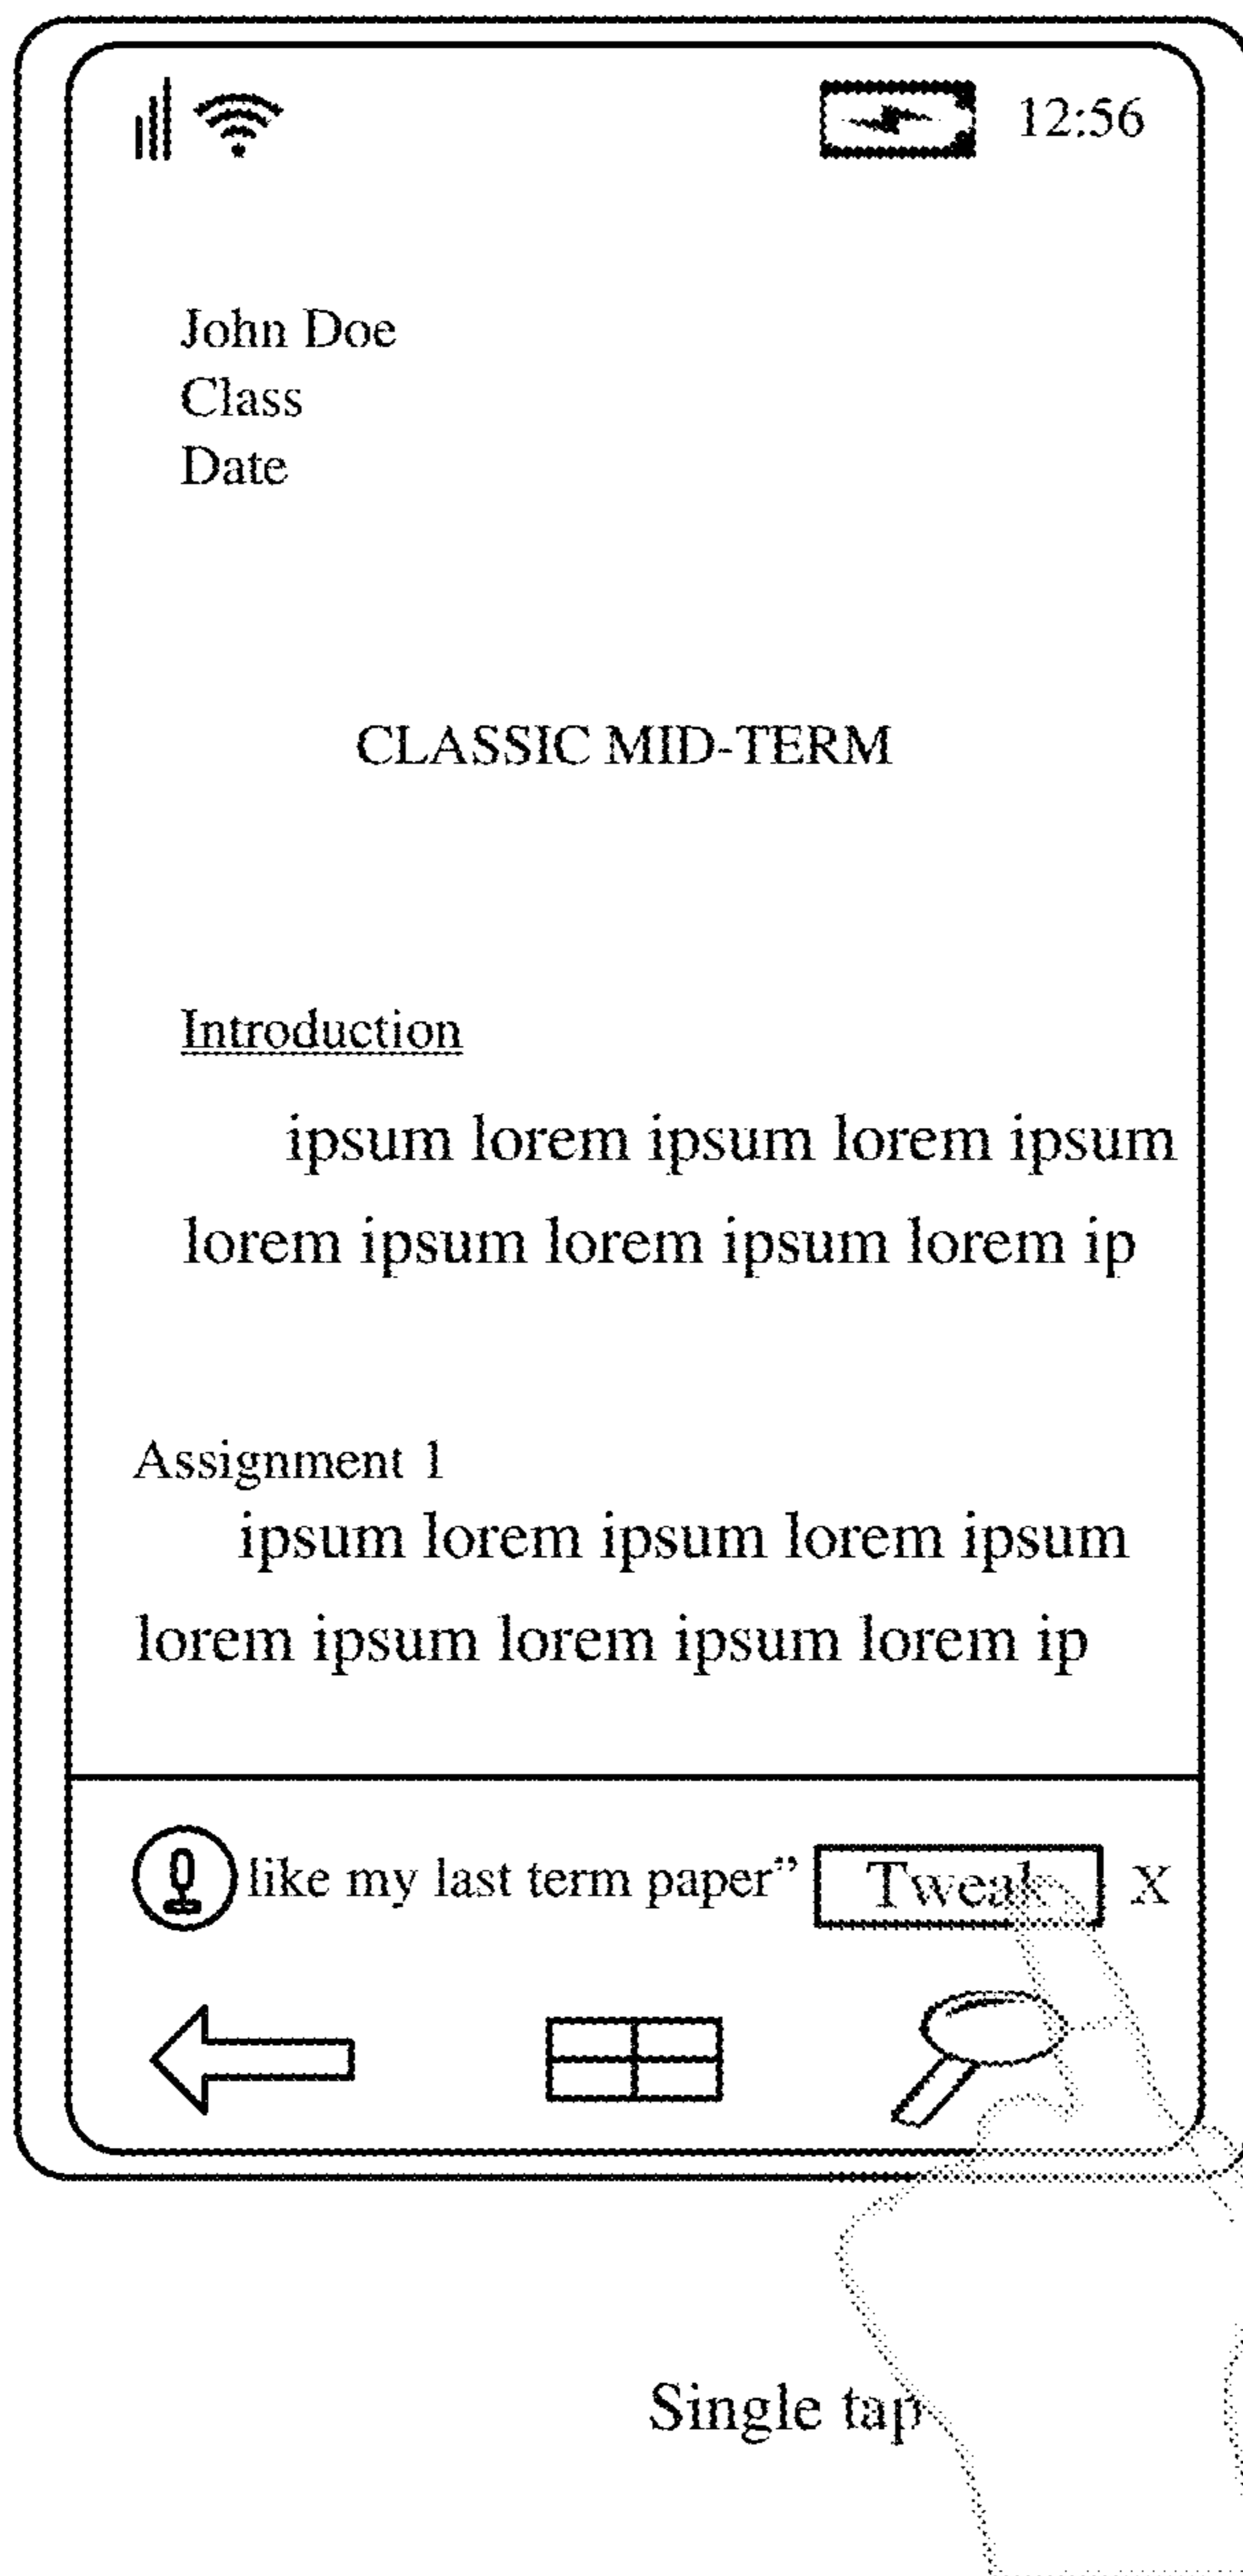 12:56
John Doe
Class
Date
CLASSIC MID-TERM
Introduction
ipsum lorem ipsum lorem ipsum
lorem ipsum lorem ipsum lorem ip
Assignment 1
ipsum lorem ipsum lorem ipsum
lorem ipsum lorem ipsum lorem ip
like my last term paper” Tweak X
Single tap